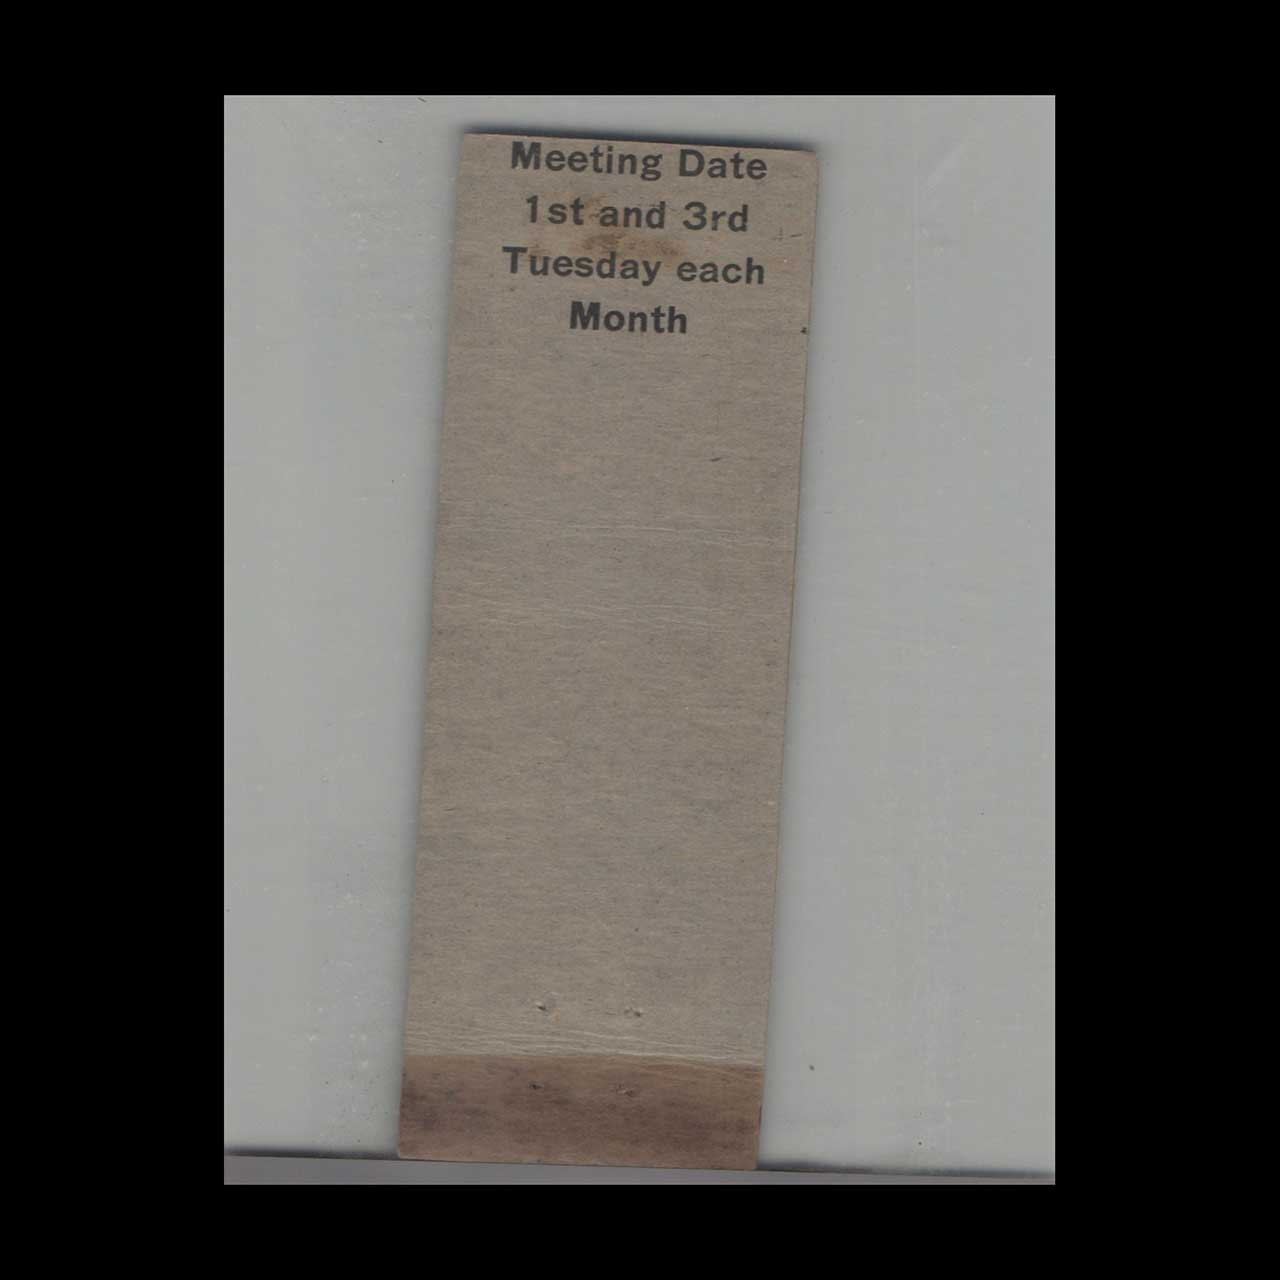 Meeting Date
1st and 3rd
Tuesday each
Month